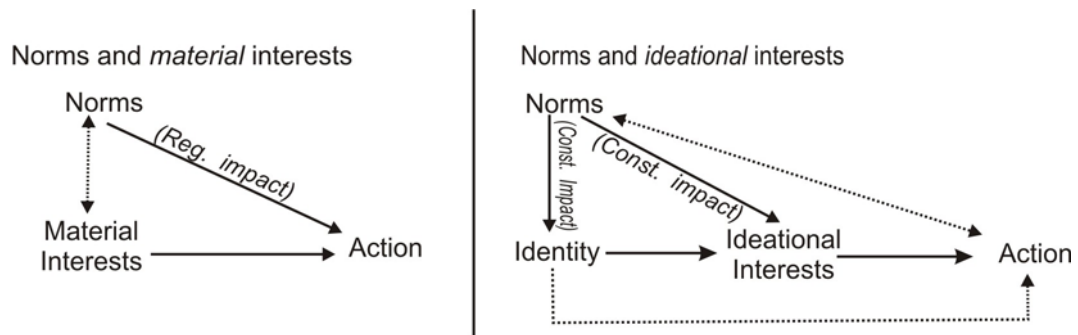 Norms and material interests
Norms
(Reg. impact)
Material
Interests
Action
Norms and ideational interests
Norms
(Const. Impact)
(Const. impact)
Identity
Ideational
Interests
Action